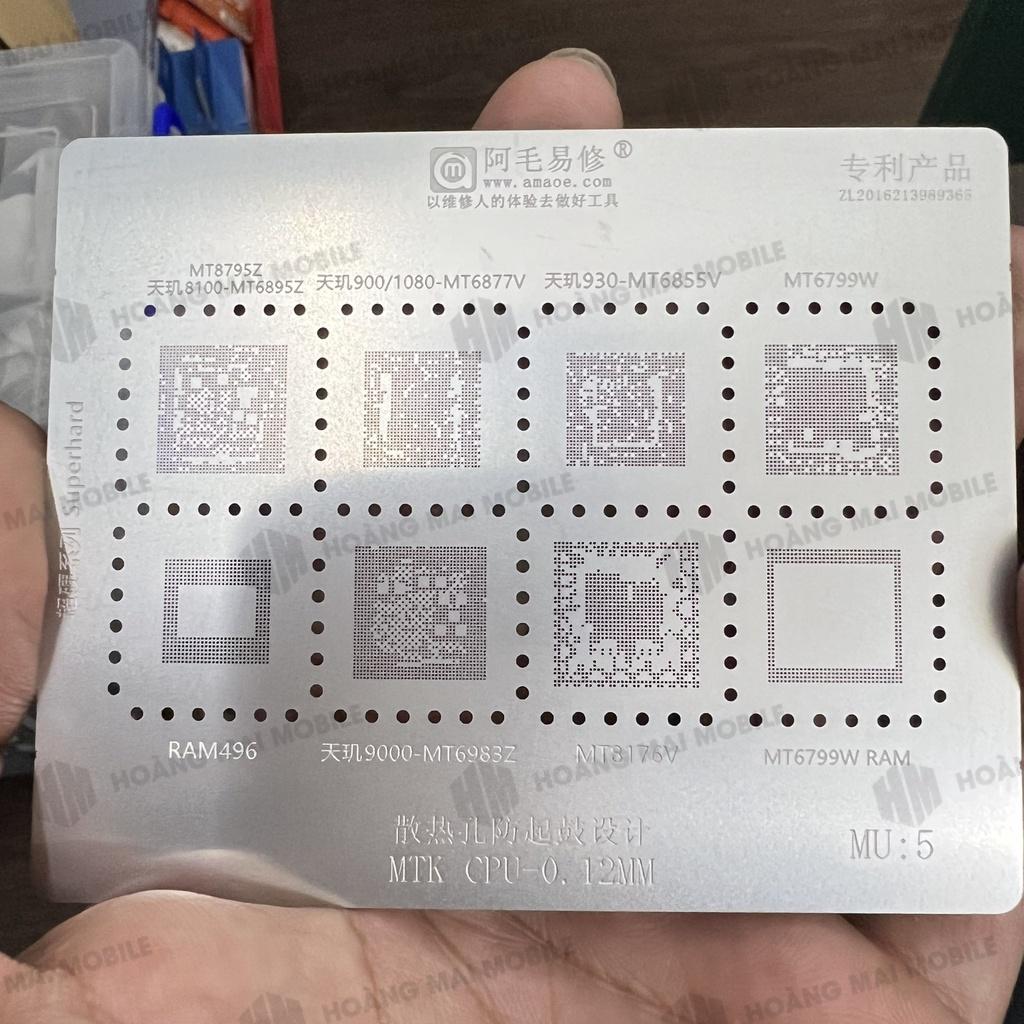 阿毛易修®
www.amaoe.com
以维修人的体验去做好工具
专利产品
ZL2016213989365
MT8795Z
天玑8100-MT6895Z
天玑900/1080-MT6877V
天玑930-MT6855V
MT6799W
Superhard
RAM496
天玑9000-MT6983Z
MT8176V
MT6799W RAM
散热孔防起鼓设计
MTK CPU-0.12MM
MU:5
HOÀNG MAI MOBILE